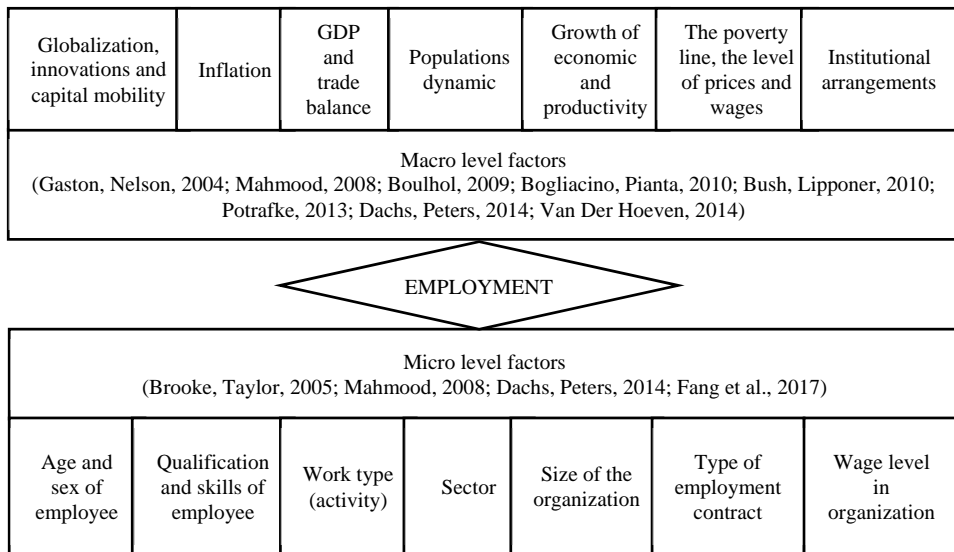 Globalization,
innovations and
capital mobility
Inflation
GDP
and
trade
balance
Populations
dynamic
Growth of
economic
and
productivity
The poverty
line, the level
of prices and
wages
Institutional
arrangements
Macro level factors
(Gaston, Nelson, 2004; Mahmood, 2008; Boulhol, 2009; Bogliacino, Pianta, 2010; Bush, Lipponer, 2010;
Potrafke, 2013; Dachs, Peters, 2014; Van Der Hoeven, 2014)
EMPLOYMENT
Micro level factors
(Brooke, Taylor, 2005; Mahmood, 2008; Dachs, Peters, 2014; Fang et al., 2017)
Age and
sex of
employee
Qualification
and skills of
employee
Work type
(activity)
Sector
Size of the
organization
Type of
employment
contract
Wage level
in
organization